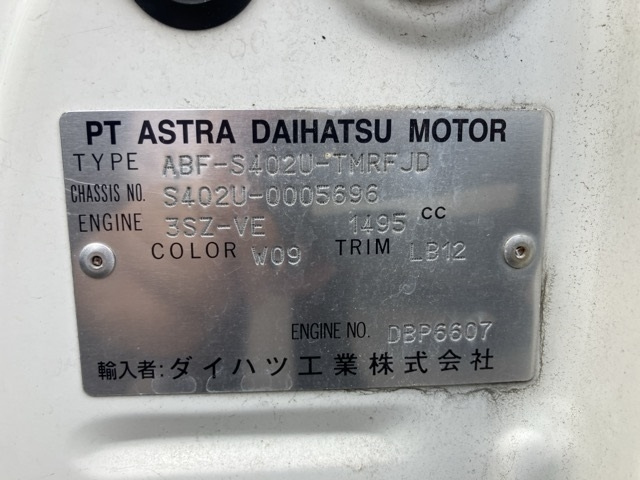 PT ASTRA DAIHATSU MOTOR
TYPE ABF-S402U-TMRFJD
CHASSIS NO. S402U-0005696
ENGINE 3SZ-VE 1495 cc
COLOR W09 TRIM LB12
ENGINE NO. DBP6607
輸入者: ダイハツ工業株式会社